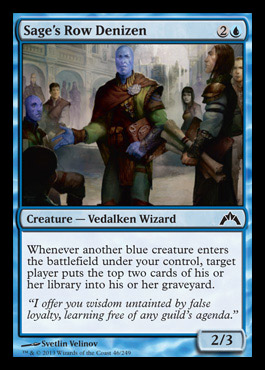 Sage's Row Denizen 2
Creature — Vedalken Wizard
Whenever another blue creature enters
the battlefield under your control, target
player puts the top two cards of his or
her library into his or her graveyard.
"I offer you wisdom untainted by false
loyalty, learning free of any guild's agenda."
Svetlin Velinov
™ & © 2013 Wizards of the Coast 46/249
2/3